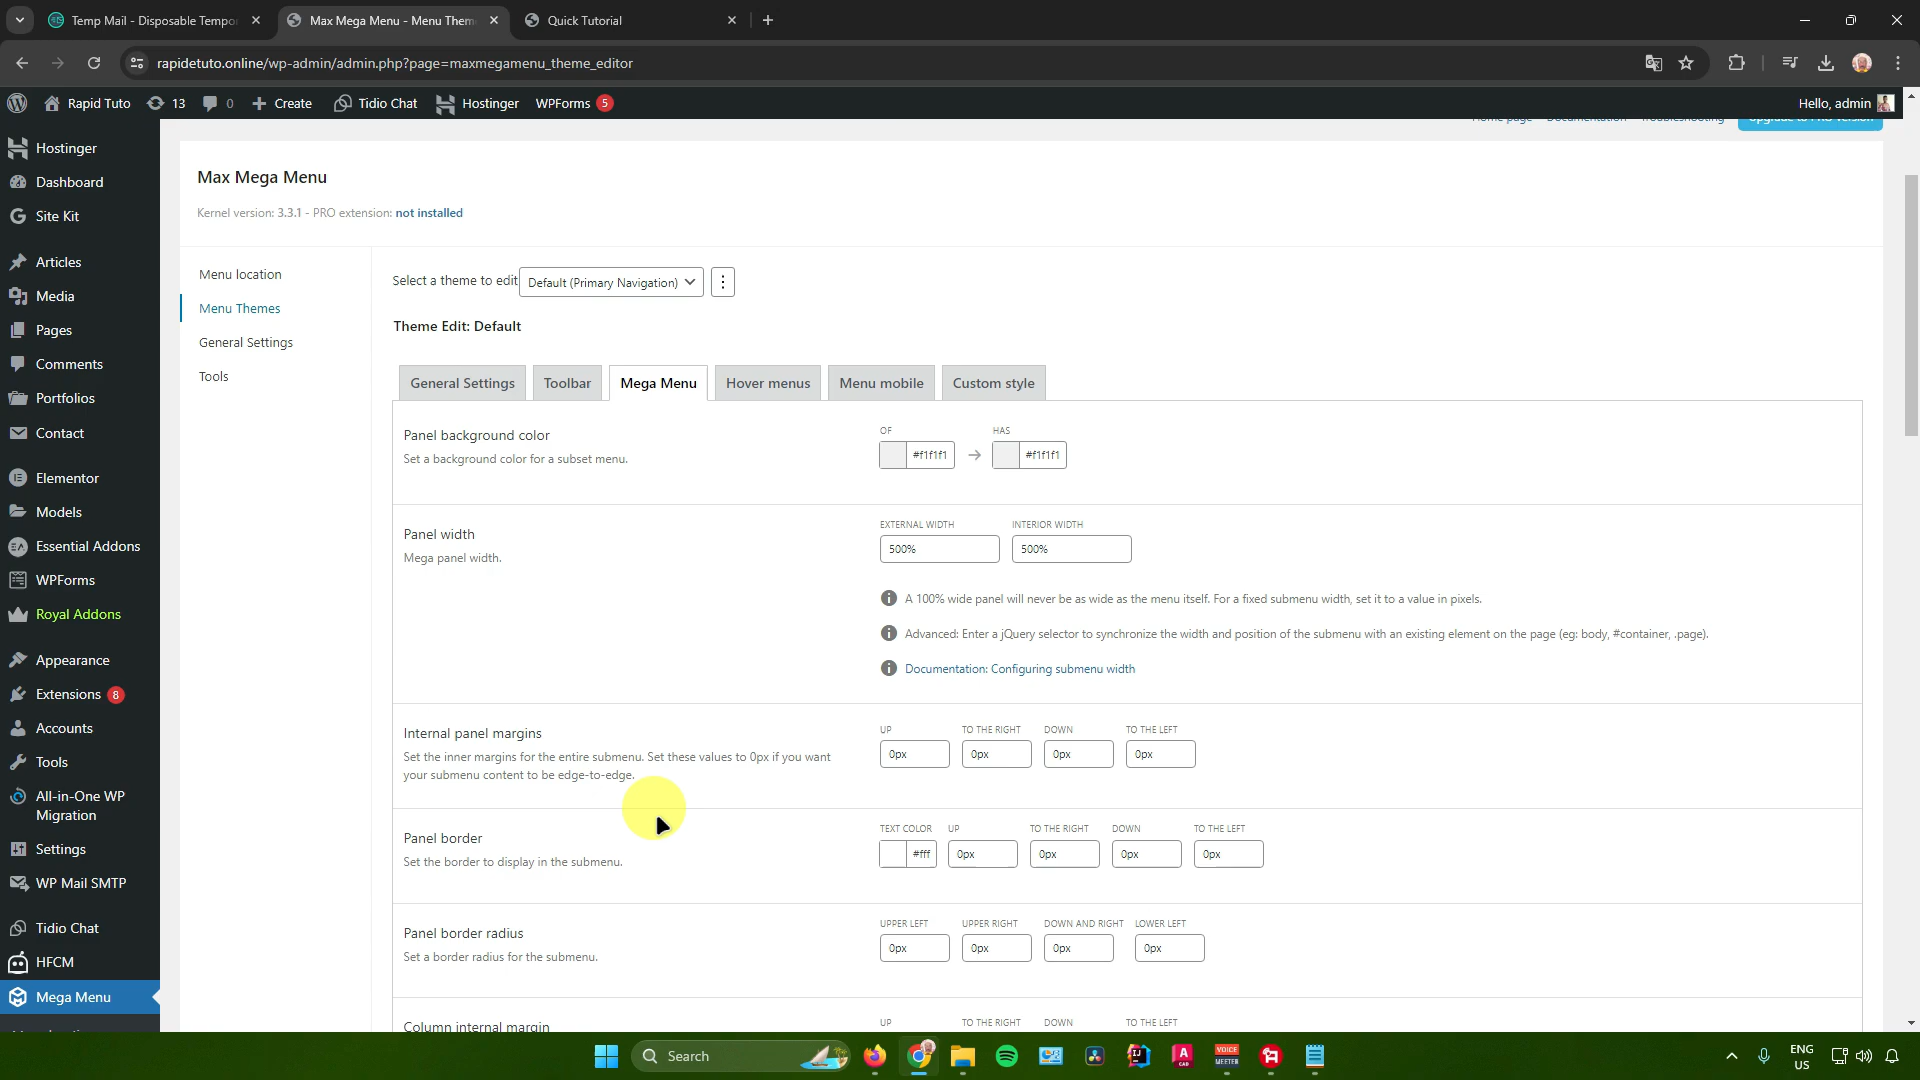 Temp Mail - Disposable Tempo
Max Mega Menu - Menu Them
Quick Tutorial
rapidetuto.online/wp-admin/admin.php?page=maxmegamenu_theme_editor
Rapid Tuto
13
0
Create
Tidio Chat
Hostinger
WPForms
5
Hello, admin
Home page
Documentation
Troubleshooting
Upgrade to PRO version
Hostinger
Dashboard
Site Kit
Articles
Media
Pages
Comments
Portfolios
Contact
Elementor
Models
Essential Addons
WPForms
Royal Addons
Appearance
Extensions 8
Accounts
Tools
All-in-One WP
Migration
Settings
WP Mail SMTP
Tidio Chat
HFCM
Mega Menu
Max Mega Menu
Kernel version: 3.3.1 - PRO extension: not installed
Menu location
Menu Themes
General Settings
Tools
Select a theme to edit
Default (Primary Navigation)
Theme Edit: Default
General Settings
Toolbar
Mega Menu
Hover menus
Menu mobile
Custom style
Panel background color
Set a background color for a subset menu.
OF
HAS
#f1f1f1
#f1f1f1
Panel width
Mega panel width.
EXTERNAL WIDTH
INTERIOR WIDTH
500%
500%
A 100% wide panel will never be as wide as the menu itself. For a fixed submenu width, set it to a value in pixels.
Advanced: Enter a jQuery selector to synchronize the width and position of the submenu with an existing element on the page (eg: body, #container, .page).
Documentation: Configuring submenu width
Internal panel margins
Set the inner margins for the entire submenu. Set these values to 0px if you want
your submenu content to be edge-to-edge.
UP
TO THE RIGHT
DOWN
TO THE LEFT
0px
0px
0px
0px
Panel border
Set the border to display in the submenu.
TEXT COLOR
UP
TO THE RIGHT
DOWN
TO THE LEFT
#fff
0px
0px
0px
0px
Panel border radius
Set a border radius for the submenu.
UPPER LEFT
UPPER RIGHT
DOWN AND RIGHT
LOWER LEFT
0px
0px
0px
0px
Column internal margin
UP
TO THE RIGHT
DOWN
TO THE LEFT
Search
VOICE
MEETER
ENG
US